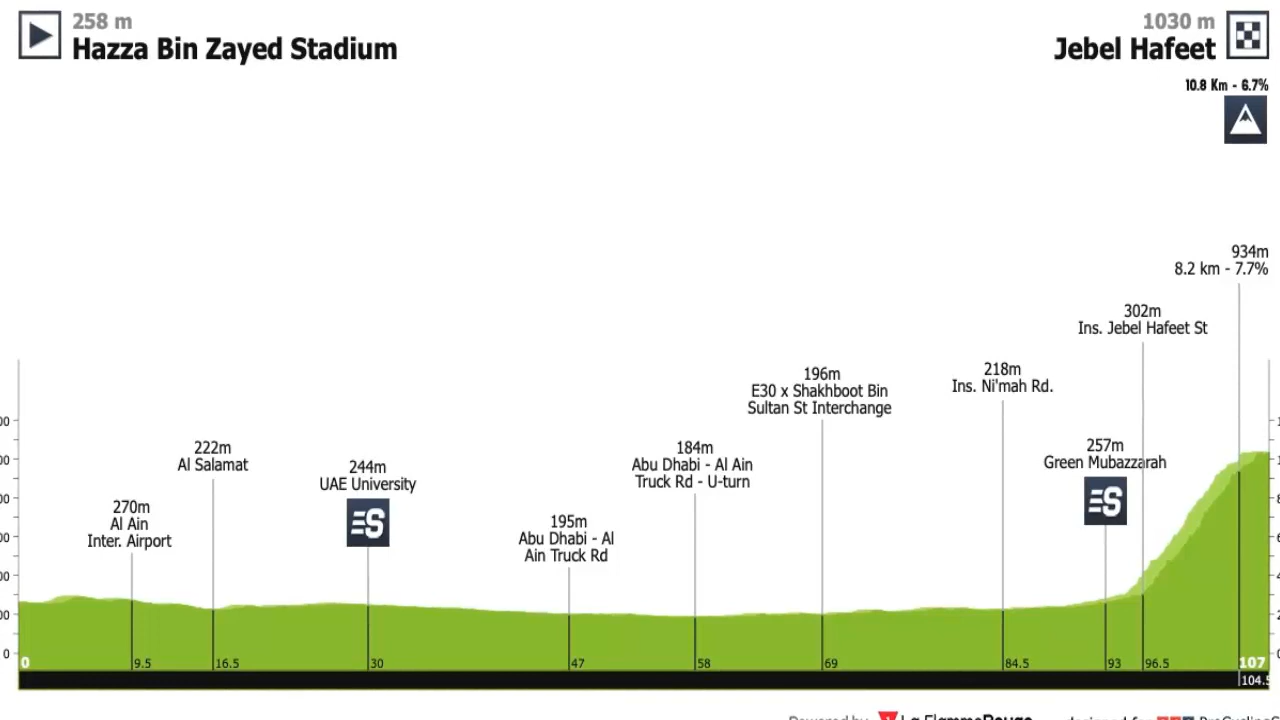 258 m
Hazza Bin Zayed Stadium
1030 m
Jebel Hafeet
10.8 Km - 6.7%
934m
8.2 km - 7.7%
302m
Ins. Jebel Hafeet St
196m
E30 x Shakhboot Bin
Sultan St Interchange
218m
Ins. Ni'mah Rd.
222m
Al Salamat
244m
UAE University
184m
Abu Dhabi - Al Ain
Truck Rd - U-turn
257m
Green Mubazzarah
270m
Al Ain
Inter. Airport
195m
Abu Dhabi - Al
Ain Truck Rd
S
S
0
0
9.5
16.5
30
47
58
69
84.5
93
96.5
107
104.5
La FlammeRouge